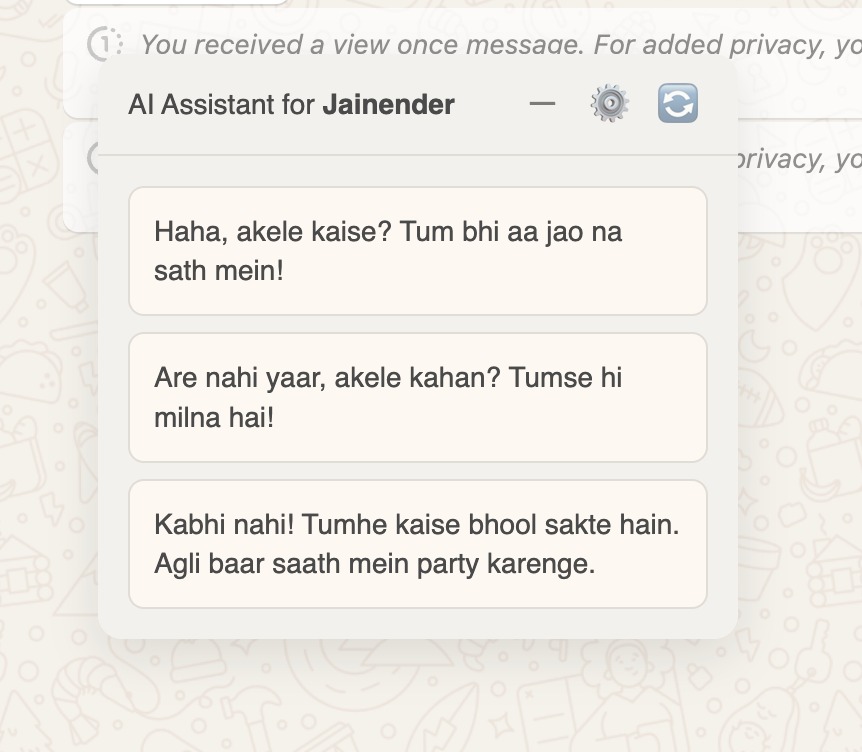 1
You received a view once message. For added privacy, yo
AI Assistant for Jainender
privacy, yo
Haha, akele kaise? Tum bhi aa jao na
sath mein!
Are nahi yaar, akele kahan? Tumse hi
milna hai!
Kabhi nahi! Tumhe kaise bhool sakte hain.
Agli baar saath mein party karenge.